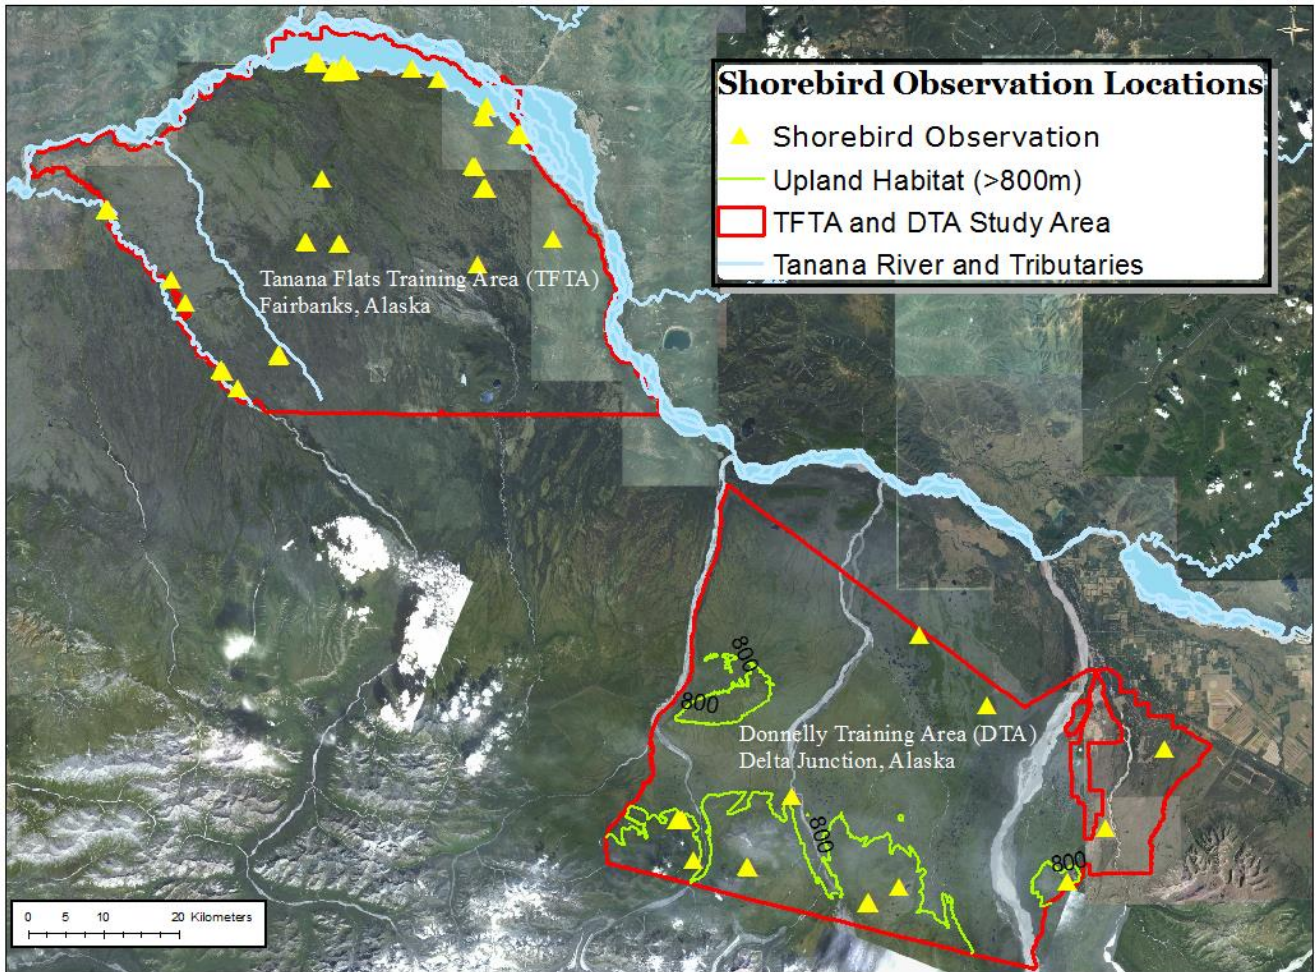 Shorebird Observation Locations
Shorebird Observation
Upland Habitat (>800m)
TFTA and DTA Study Area
Tanana River and Tributaries
Tanana Flats Training Area (TFTA)
Fairbanks, Alaska
800
800
Donnelly Training Area (DTA)
Delta Junction, Alaska
800
800
0 5 10 20 Kilometers